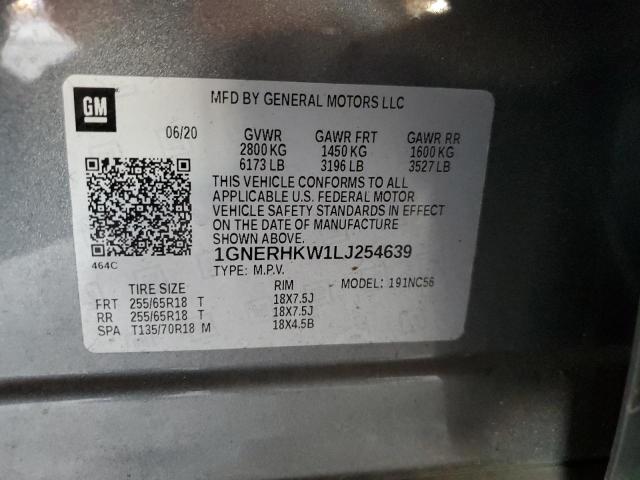 GM
MFD BY GENERAL MOTORS LLC
06/20 GVWR GAWR FRT GAWR RR
2800 KG 1450 KG 1600 KG
6173 LB 3196 LB 3527 LB
THIS VEHICLE CONFORMS TO ALL
APPLICABLE U.S. FEDERAL MOTOR
VEHICLE SAFETY STANDARDS IN EFFECT
ON THE DATE OF MANUFACTURE
SHOWN ABOVE.
464C
1GNERHKW1LJ254639
TYPE: M.P.V. MODEL: 191NC56
TIRE SIZE RIM
FRT 255/65R18 T 18X7.5J
RR 255/65R18 T 18X7.5J
SPA T135/70R18 M 18X4.5B